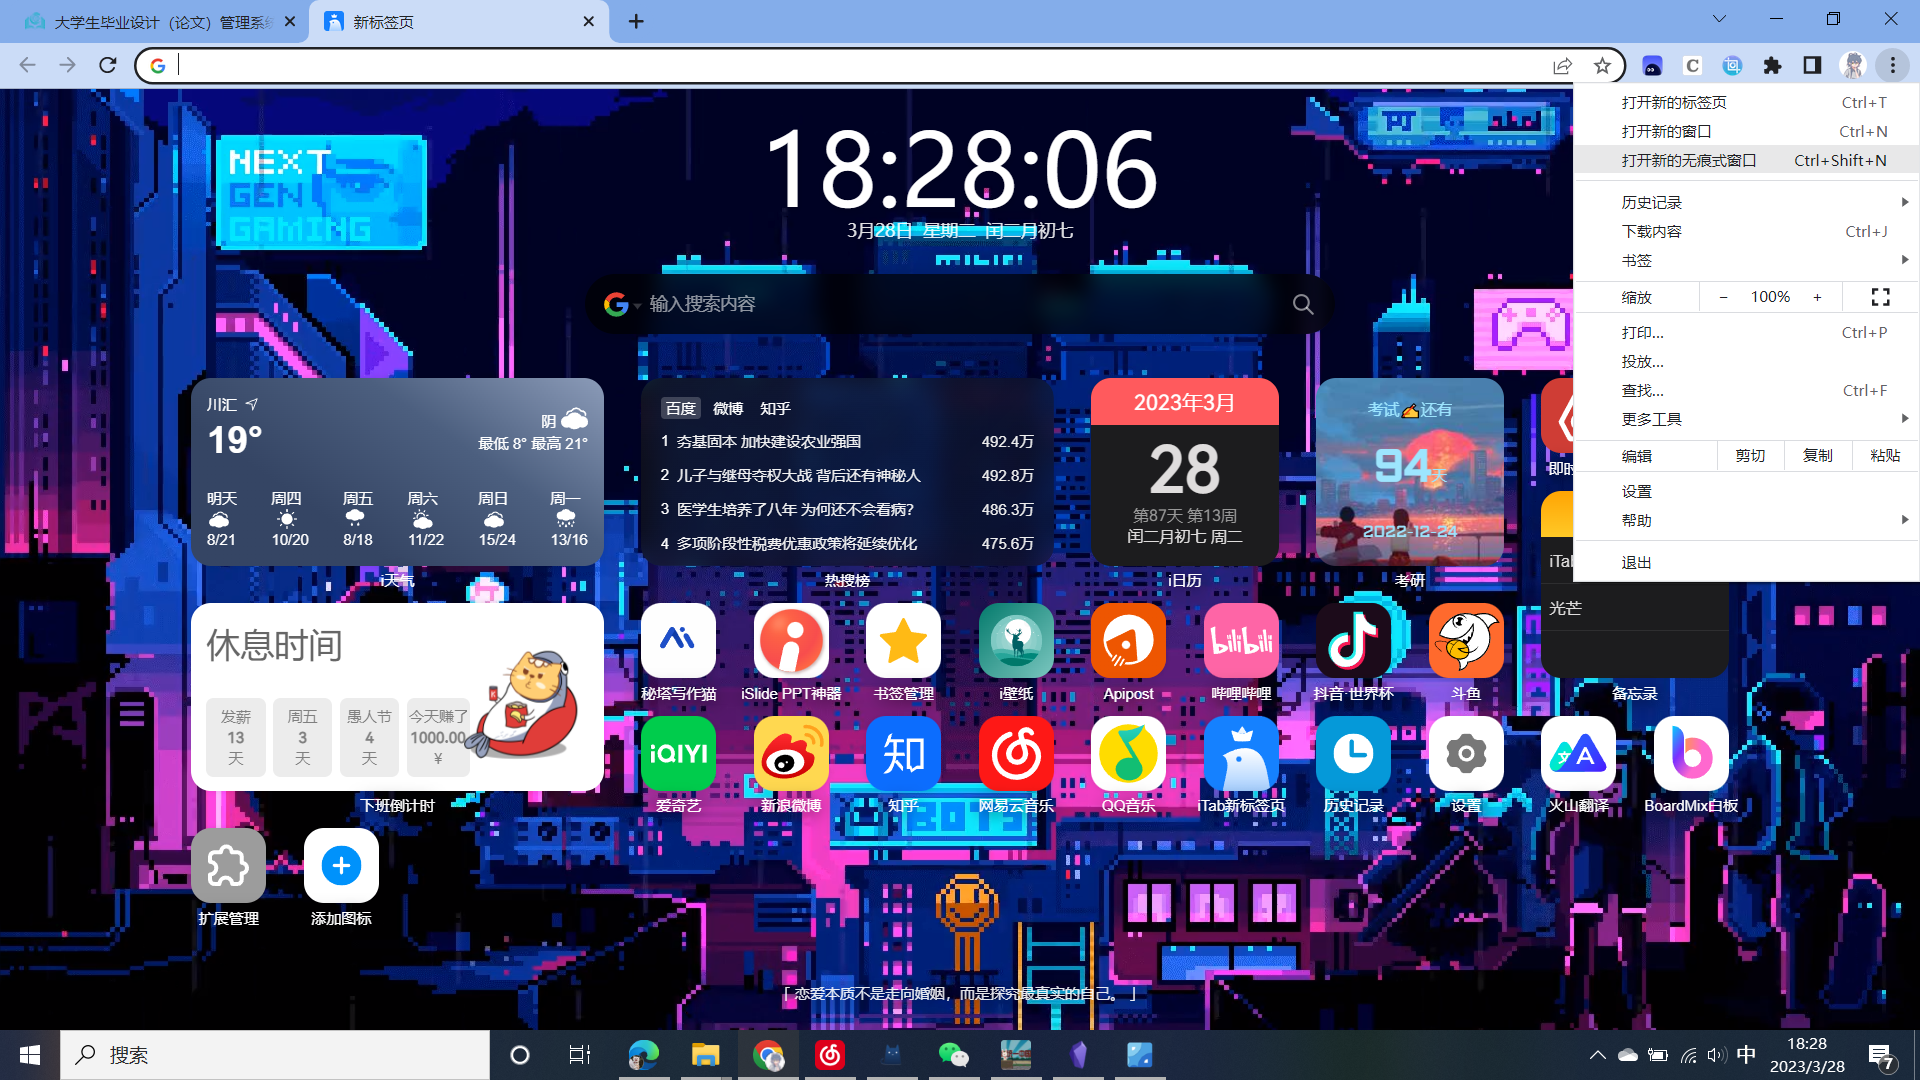 大学生毕业设计（论文）管理系
新标签页
NEXT
GEN
GAMING
18:28:06
3月28日 星期二 闰二月初七
输入搜索内容
打开新的标签页 Ctrl+T
打开新的窗口 Ctrl+N
打开新的无痕式窗口 Ctrl+Shift+N
历史记录
下载内容 Ctrl+J
书签
缩放 − 100% +
打印... Ctrl+P
投放...
查找... Ctrl+F
更多工具
编辑 剪切 复制 粘贴
设置
帮助
退出
川汇
19°
阴
最低 8° 最高 21°
明天 周四 周五 周六 周日 周一
8/21 10/20 8/18 11/22 15/24 13/16
i天气
百度 微博 知乎
1 夯基固本 加快建设农业强国 492.4万
2 儿子与继母夺权大战 背后还有神秘人 492.8万
3 医学生培养了八年 为何还不会看病? 486.3万
4 多项阶段性税费优惠政策将延续优化 475.6万
热搜榜
2023年3月
28
第87天 第13周
闰二月初七 周二
i日历
考试✍还有
94天
2022-12-24
考研
即时
iTab
光芒
备忘录
休息时间
发薪 周五 愚人节 今天赚了
13 3 4 1000.00
天 天 天 ¥
下班倒计时
秘塔写作猫 iSlide PPT神器 书签管理 i壁纸 Apipost 哔哩哔哩 抖音·世界杯 斗鱼
bilibili
iQIYI
知
爱奇艺 新浪微博 知乎 网易云音乐 QQ音乐 iTab新标签页 历史记录 设置 火山翻译 BoardMix白板
扩展管理 添加图标
「 恋爱本质不是走向婚姻，而是探究最真实的自己。 」
搜索
中
18:28
2023/3/28
7